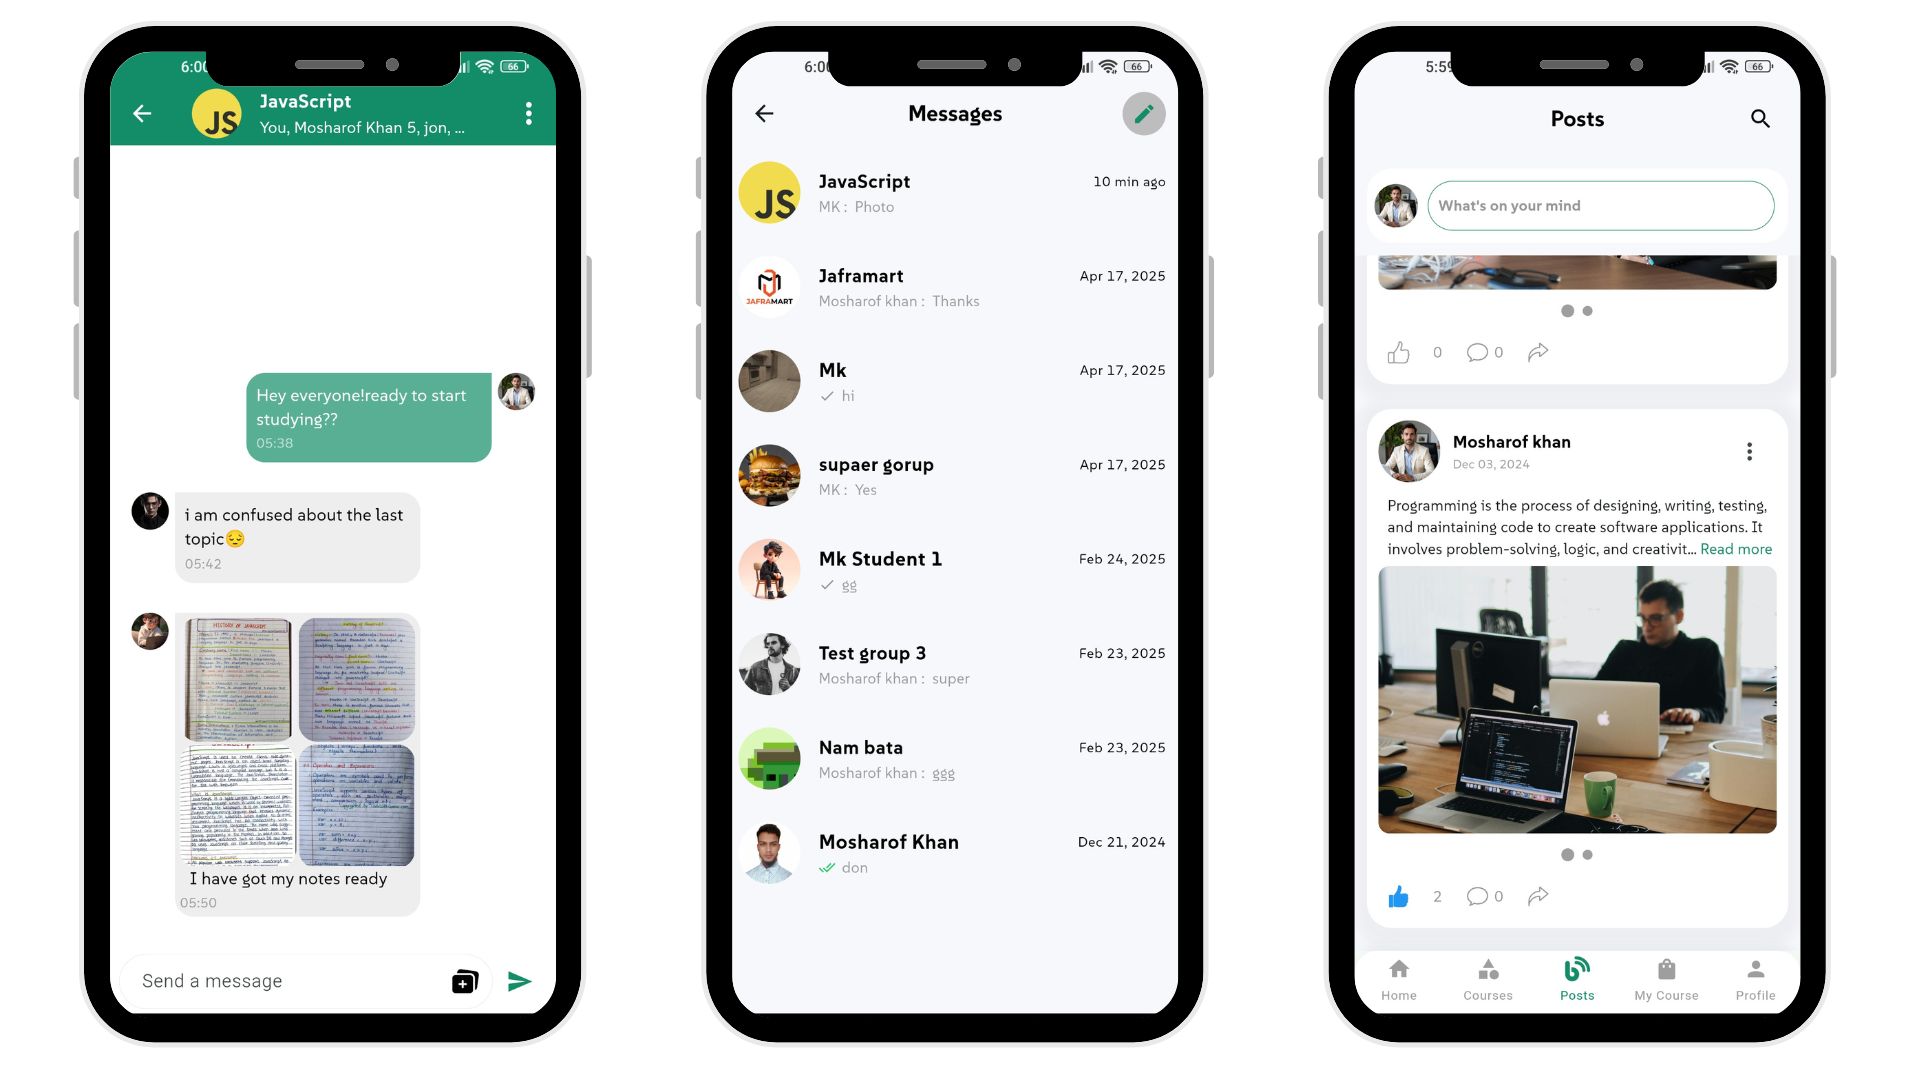 6:00
66
JavaScript
You, Mosharof Khan 5, jon, ...
JS
Hey everyone!ready to start
studying??
05:38
i am confused about the last
topic😔
05:42
HISTORY OF JAVASCRIPT
I have got my notes ready
05:50
Send a message
6:00
66
Messages
JS
JavaScript
10 min ago
MK : Photo
JAFRAMART
Jaframart
Apr 17, 2025
Mosharof khan : Thanks
Mk
Apr 17, 2025
hi
supaer gorup
Apr 17, 2025
MK : Yes
Mk Student 1
Feb 24, 2025
gg
Test group 3
Feb 23, 2025
Mosharof khan : super
Nam bata
Feb 23, 2025
Mosharof khan : ggg
Mosharof Khan
Dec 21, 2024
don
5:59
66
Posts
What's on your mind
0
0
Mosharof khan
Dec 03, 2024
Programming is the process of designing, writing, testing,
and maintaining code to create software applications. It
involves problem-solving, logic, and creativit... Read more
2
0
Home
Courses
Posts
My Course
Profile